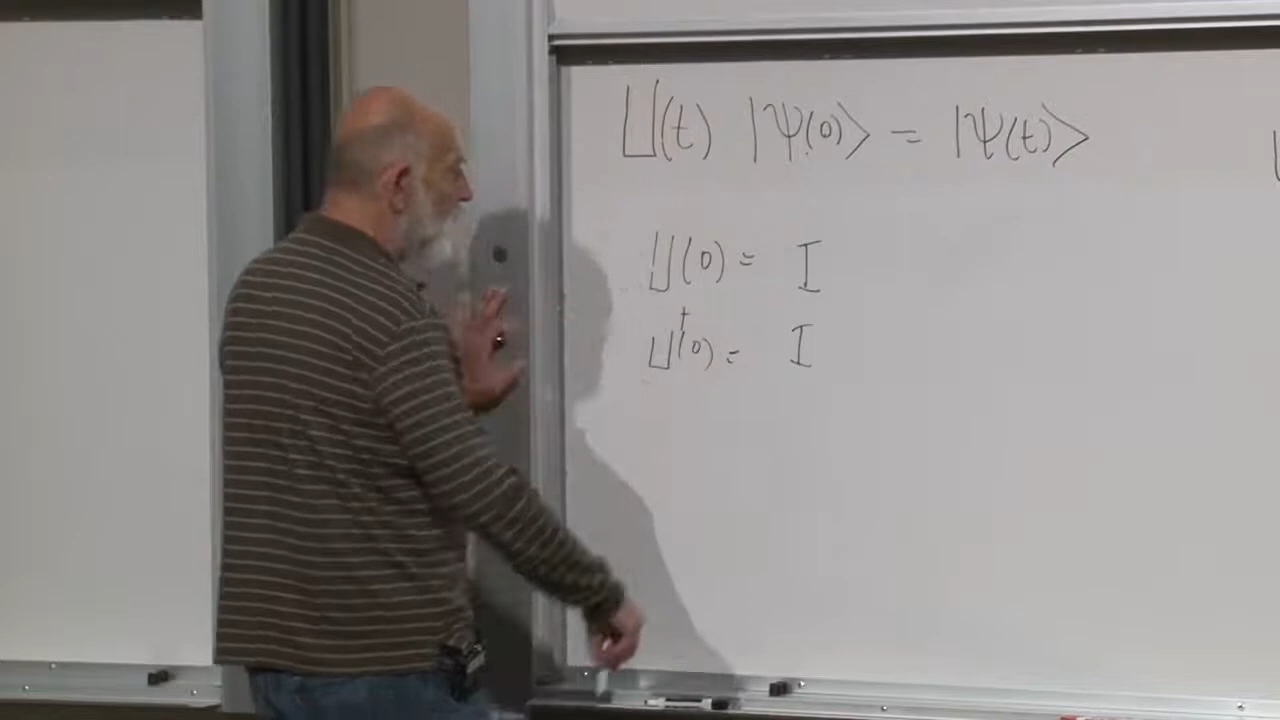 U(t) |Ψ(0)⟩ = |Ψ(t)⟩
U(0) = I
U†(0) = I